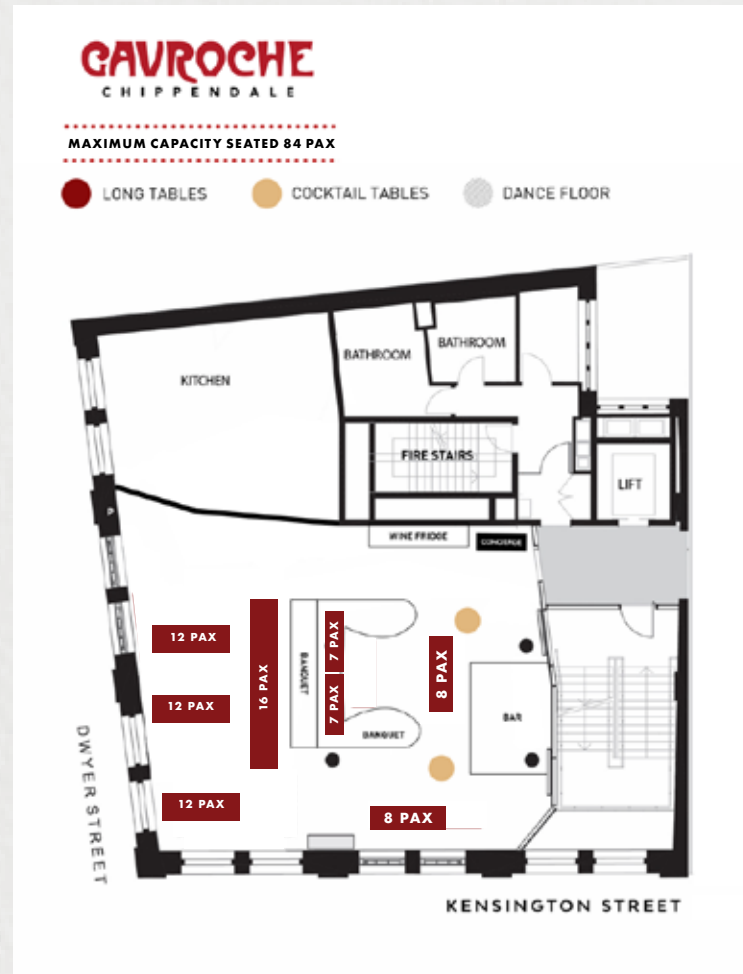 GAVROCHE
CHIPPENDALE
MAXIMUM CAPACITY SEATED 84 PAX
LONG TABLES
COCKTAIL TABLES
DANCE FLOOR
KITCHEN
BATHROOM
BATHROOM
FIRE STAIRS
LIFT
WINE FRIDGE
CONCIERGE
12 PAX
12 PAX
12 PAX
16 PAX
BANQUET
7 PAX
7 PAX
BANQUET
8 PAX
BAR
8 PAX
DWYER STREET
KENSINGTON STREET